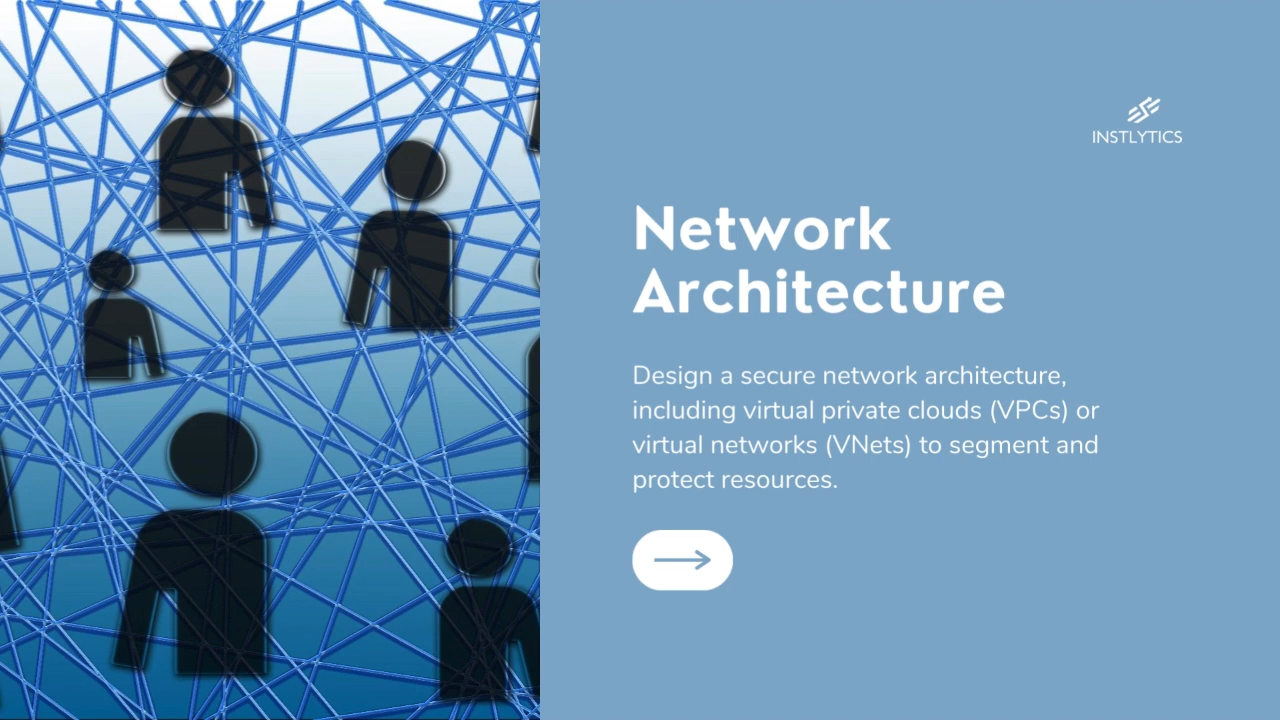 INSTLYTICS
Network
Architecture
Design a secure network architecture,
including virtual private clouds (VPCs) or
virtual networks (VNets) to segment and
protect resources.